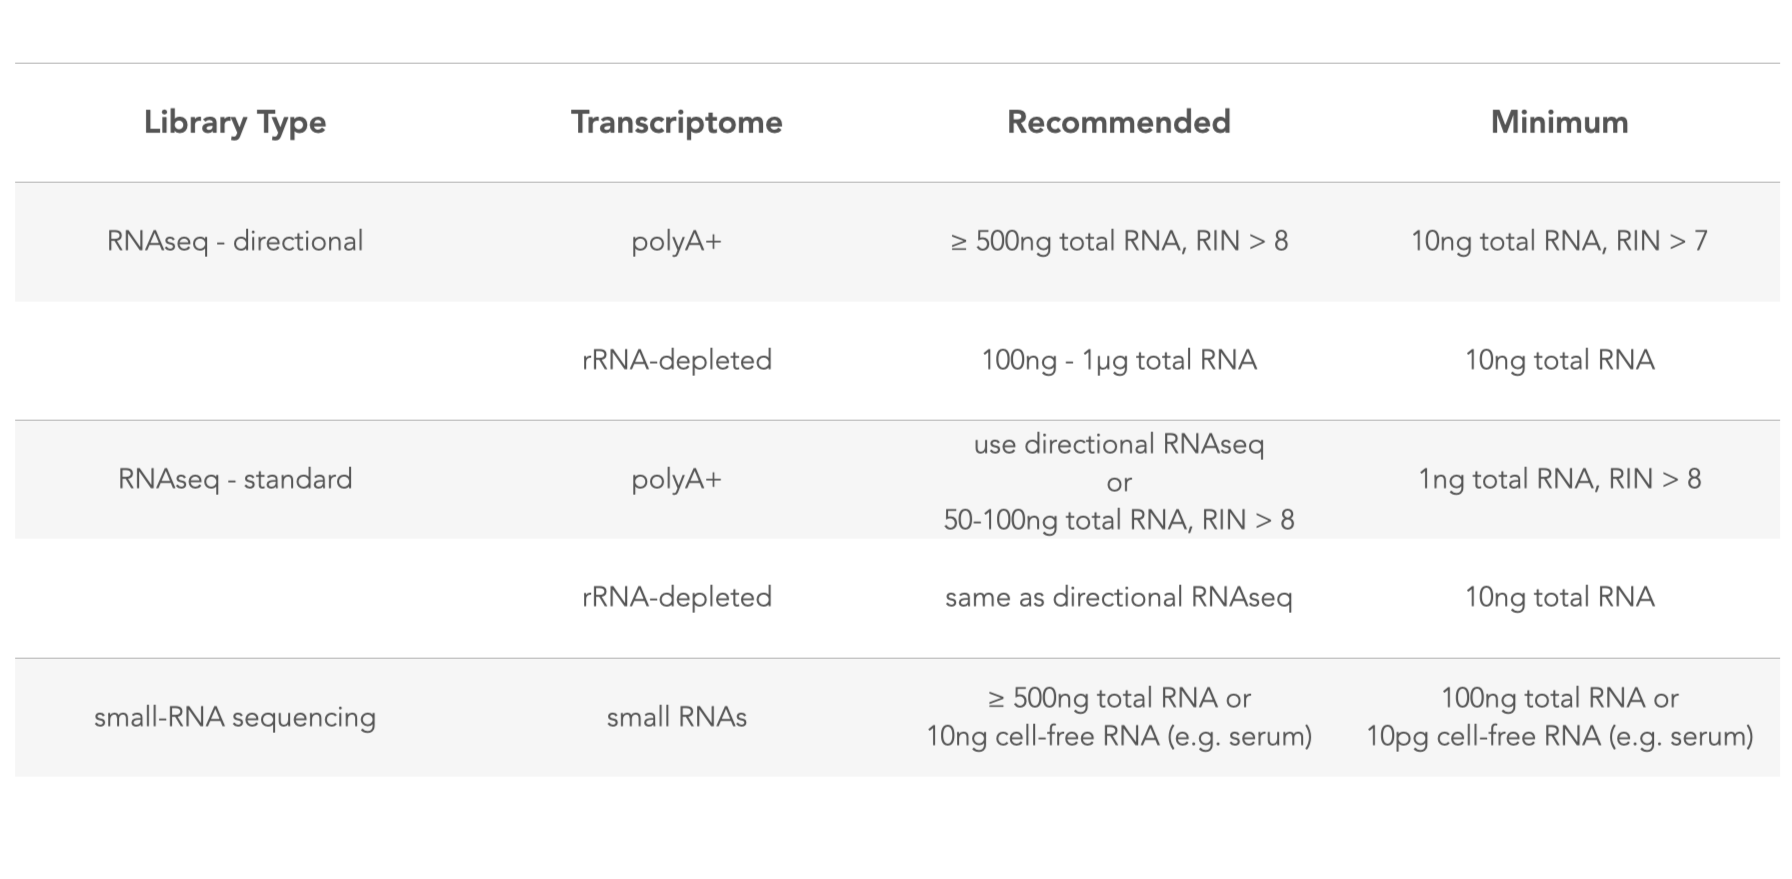 Library Type Transcriptome Recommended Minimum
RNAseq - directional polyA+ ≥ 500ng total RNA, RIN > 8 10ng total RNA, RIN > 7
rRNA-depleted 100ng - 1µg total RNA 10ng total RNA
use directional RNAseq
RNAseq - standard polyA+ or 1ng total RNA, RIN > 8
50-100ng total RNA, RIN > 8
rRNA-depleted same as directional RNAseq 10ng total RNA
≥ 500ng total RNA or 100ng total RNA or
small-RNA sequencing small RNAs
10ng cell-free RNA (e.g. serum) 10pg cell-free RNA (e.g. serum)